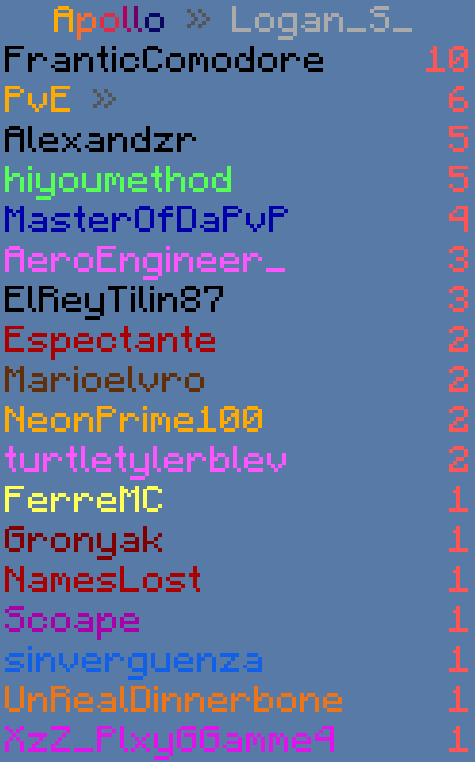 Apollo » Logan_S_
FranticComodore 10
PvE » 6
Alexandzr 5
hiyoumethod 5
MasterOfDaPvP 4
AeroEngineer_ 3
ElReyTilin87 3
Espectante 2
Marioelvro 2
NeonPrime100 2
turtletylerblev 2
FerreMC 1
Gronyak 1
NamesLost 1
Scoape 1
sinverguenza 1
UnRealDinnerbone 1
XzZ_PlxyGGamme4 1